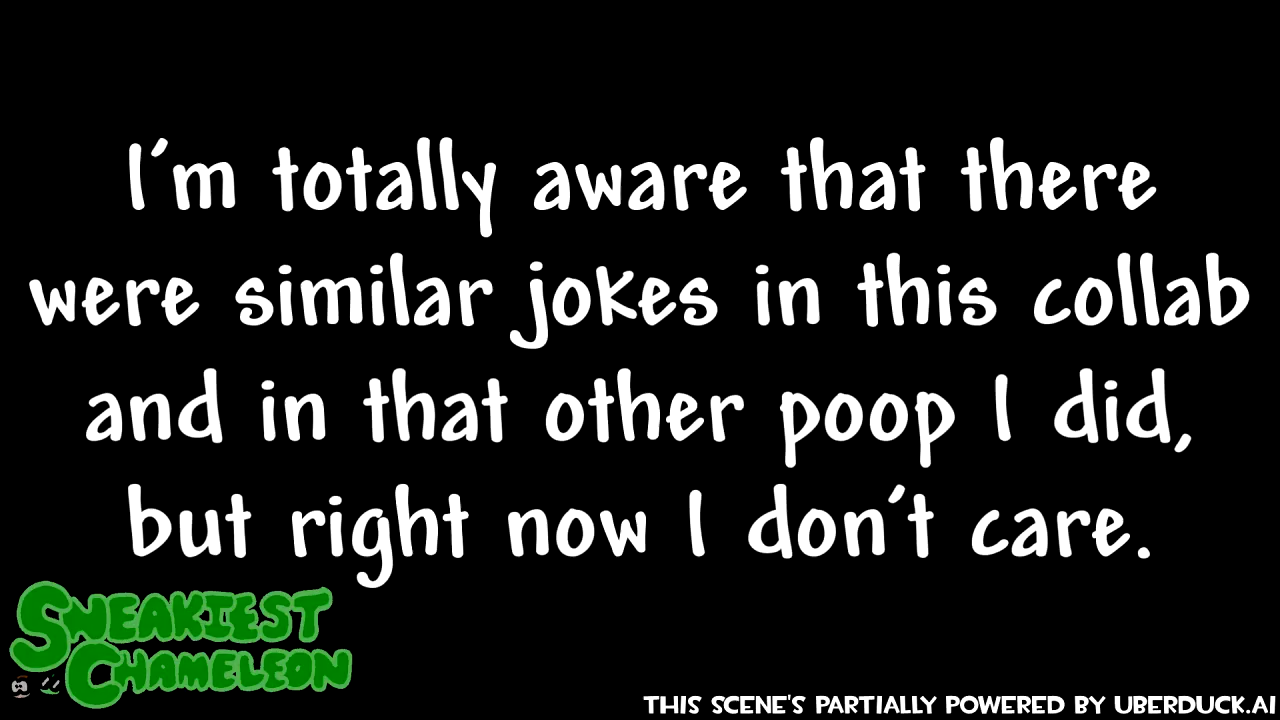 I'm totally aware that there
were similar jokes in this collab
and in that other poop I did,
but right now I don't care.
SNEAKIEST
CHAMELEON
THIS SCENE'S PARTIALLY POWERED BY UBERDUCK.AI